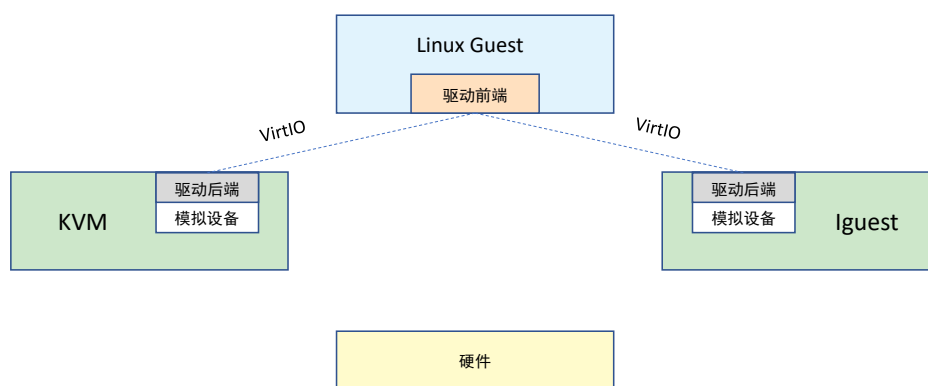 Linux Guest
驱动前端
VirtIO
VirtIO
驱动后端
模拟设备
KVM
驱动后端
模拟设备
Iguest
硬件